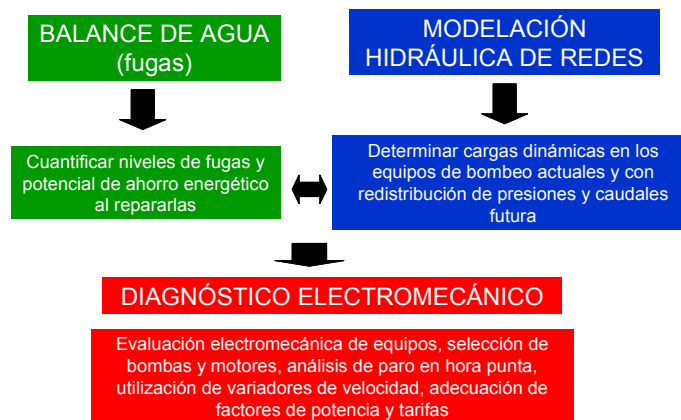 BALANCE DE AGUA
(fugas)
MODELACIÓN
HIDRÁULICA DE REDES
Cuantificar niveles de fugas y
potencial de ahorro energético
al repararlas
Determinar cargas dinámicas en los
equipos de bombeo actuales y con
redistribución de presiones y caudales
futura
DIAGNÓSTICO ELECTROMECÁNICO
Evaluación electromecánica de equipos, selección de
bombas y motores, análisis de paro en hora punta,
utilización de variadores de velocidad, adecuación de
factores de potencia y tarifas